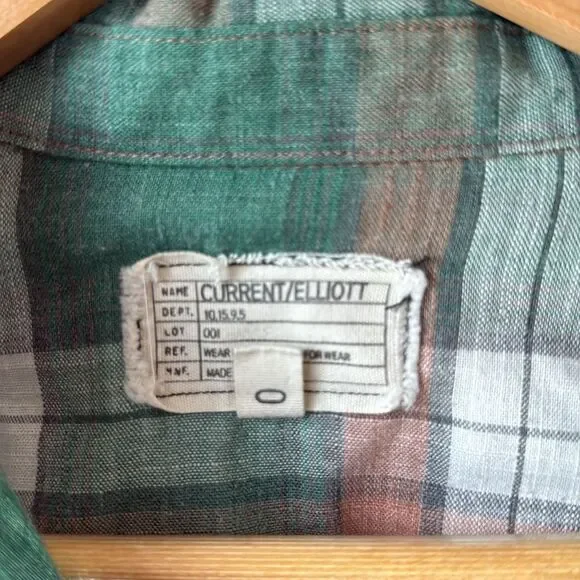 NAME CURRENT/ELLIOTT
DEPT. 10.15.9.5
LOT 001
REF. WEAR FOR WEAR
MNF. MADE
0